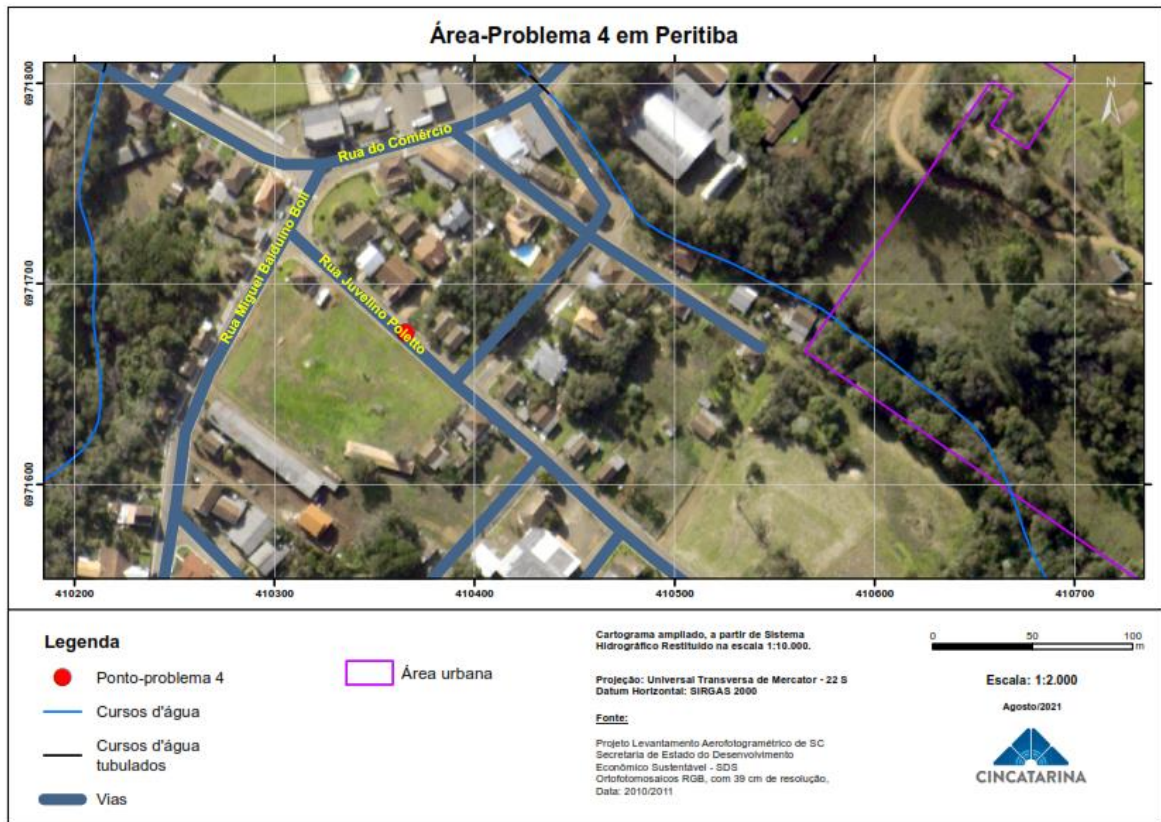 Área-Problema 4 em Peritiba
6971800
6971700
6971600
N
Rua do Comércio
Rua Miguel Balduino Boll
Rua Juvelino Poletto
410200
410300
410400
410500
410600
410700
Legenda
Ponto-problema 4
Cursos d'água
Cursos d'água
tubulados
Vias
Área urbana
Cartograma ampliado, a partir de Sistema
Hidrográfico Restituído na escala 1:10.000.
Projeção: Universal Transversa de Mercator - 22 S
Datum Horizontal: SIRGAS 2000
Fonte:
Projeto Levantamento Aerofotogramétrico de SC
Secretaria de Estado do Desenvolvimento
Econômico Sustentável - SDS
Ortofotomosaicos RGB, com 39 cm de resolução,
Data: 2010/2011
0 50 100
m
Escala: 1:2.000
Agosto/2021
CINCATARINA